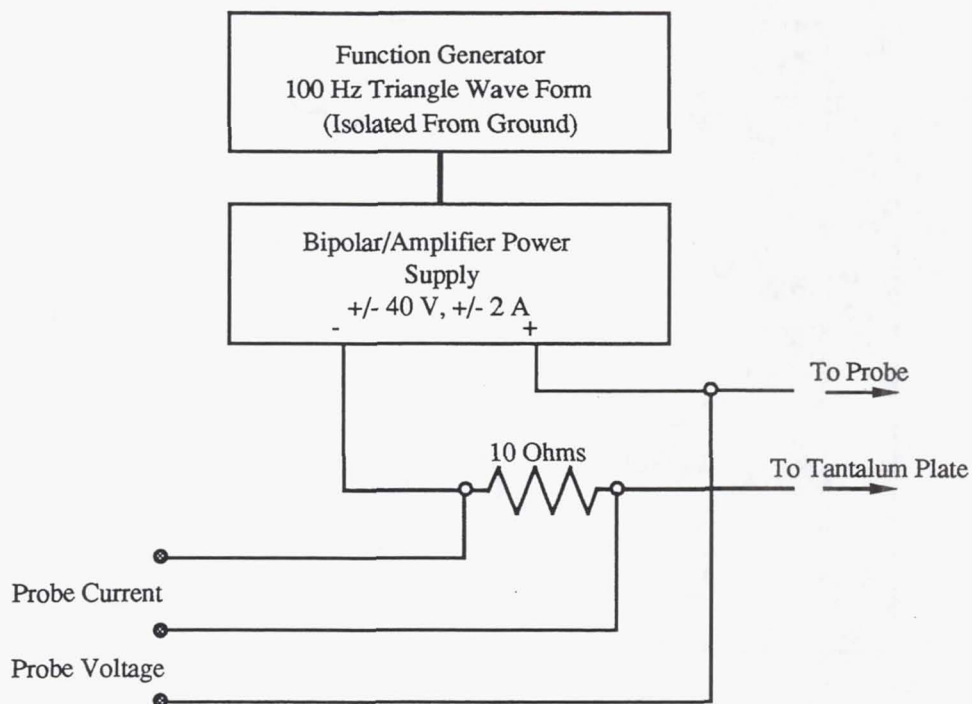 Function Generator
100 Hz Triangle Wave Form
(Isolated From Ground)
Bipolar/Amplifier Power
Supply
+/- 40 V, +/- 2 A
- +
To Probe
10 Ohms
To Tantalum Plate
Probe Current
Probe Voltage